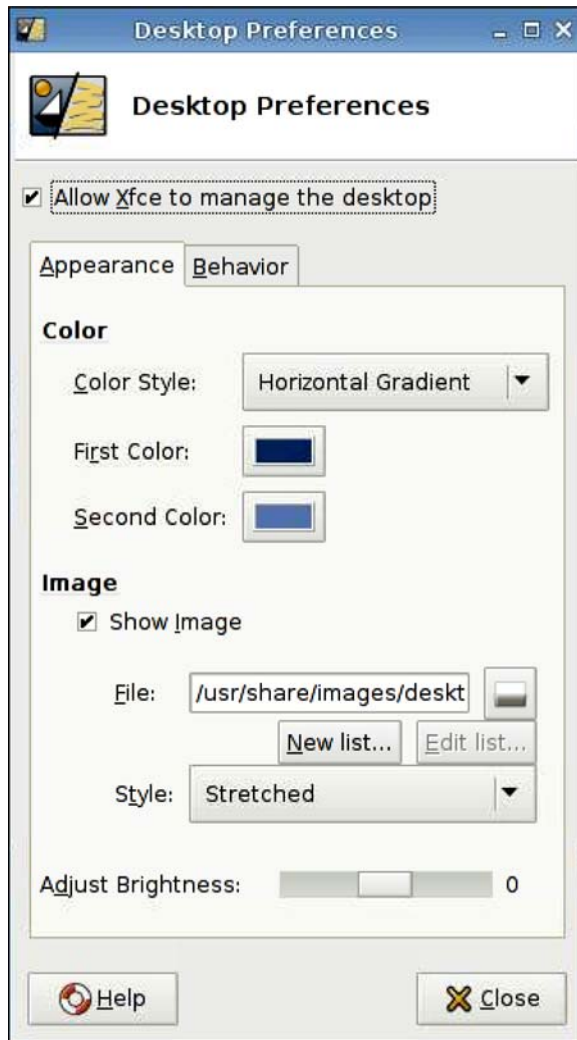 Desktop Preferences
Desktop Preferences
Allow Xfce to manage the desktop
Appearance Behavior
Color
Color Style: Horizontal Gradient
First Color:
Second Color:
Image
Show Image
File: /usr/share/images/deskt
New list... Edit list...
Style: Stretched
Adjust Brightness: 0
Help Close